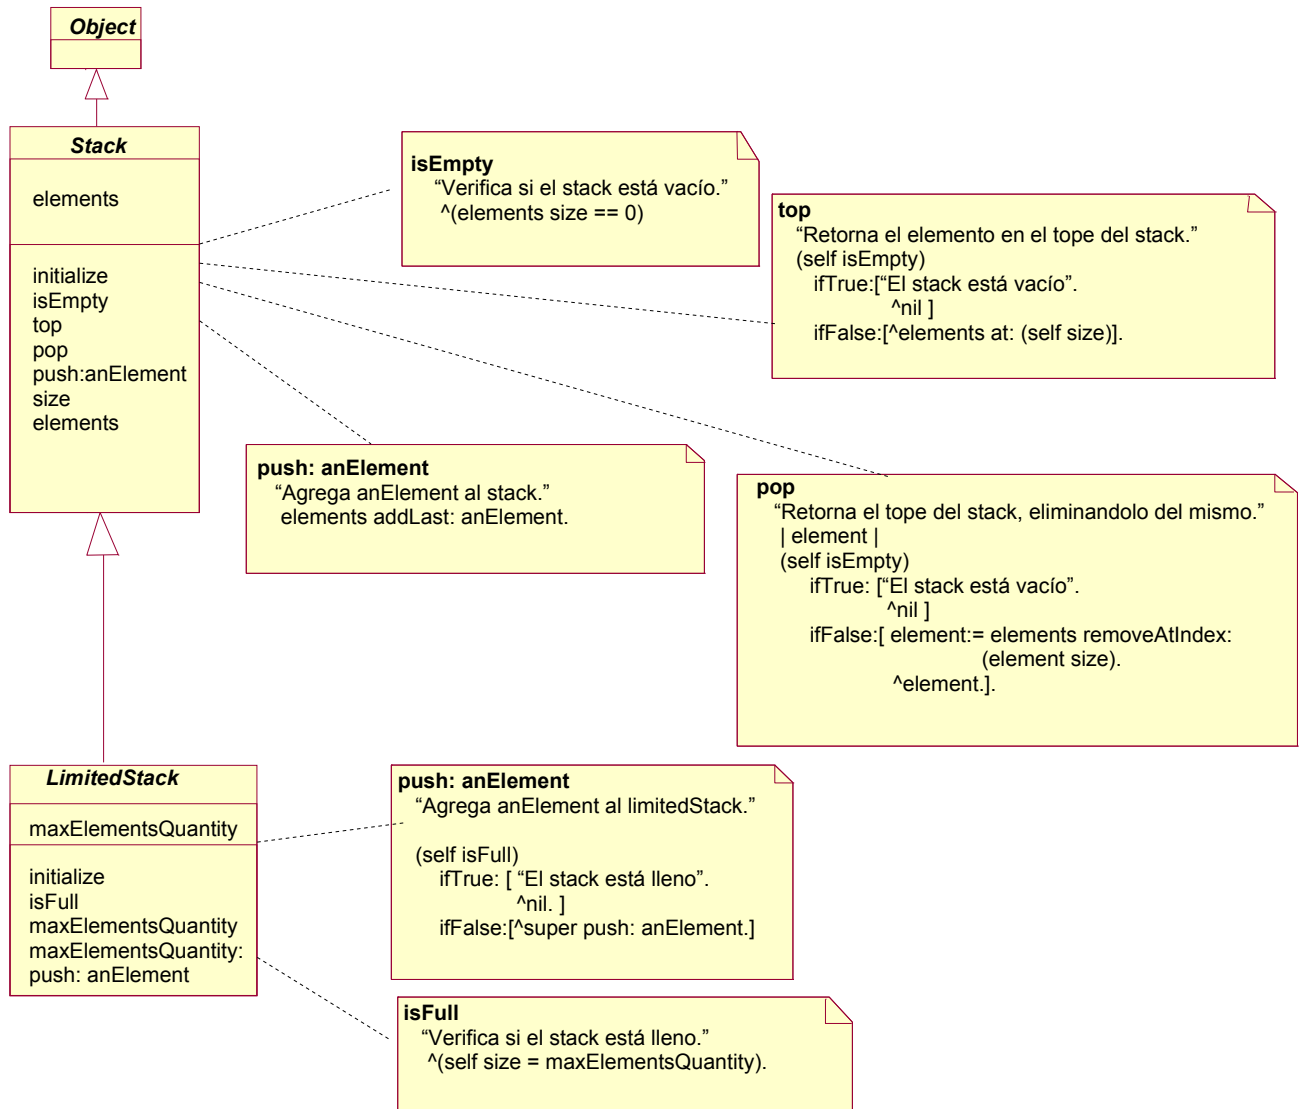 Object
Stack
elements
initialize
isEmpty
top
pop
push:anElement
size
elements
isEmpty
“Verifica si el stack está vacío.”
^(elements size == 0)
top
“Retorna el elemento en el tope del stack.”
(self isEmpty)
ifTrue:[“El stack está vacío”.
^nil ]
ifFalse:[^elements at: (self size)].
push: anElement
“Agrega anElement al stack.”
elements addLast: anElement.
pop
“Retorna el tope del stack, eliminandolo del mismo.”
| element |
(self isEmpty)
ifTrue: [“El stack está vacío”.
^nil ]
ifFalse:[ element:= elements removeAtIndex:
(element size).
^element.].
LimitedStack
maxElementsQuantity
initialize
isFull
maxElementsQuantity
maxElementsQuantity:
push: anElement
push: anElement
“Agrega anElement al limitedStack.”
(self isFull)
ifTrue: [ “El stack está lleno”.
^nil. ]
ifFalse:[^super push: anElement.]
isFull
“Verifica si el stack está lleno.”
^(self size = maxElementsQuantity).